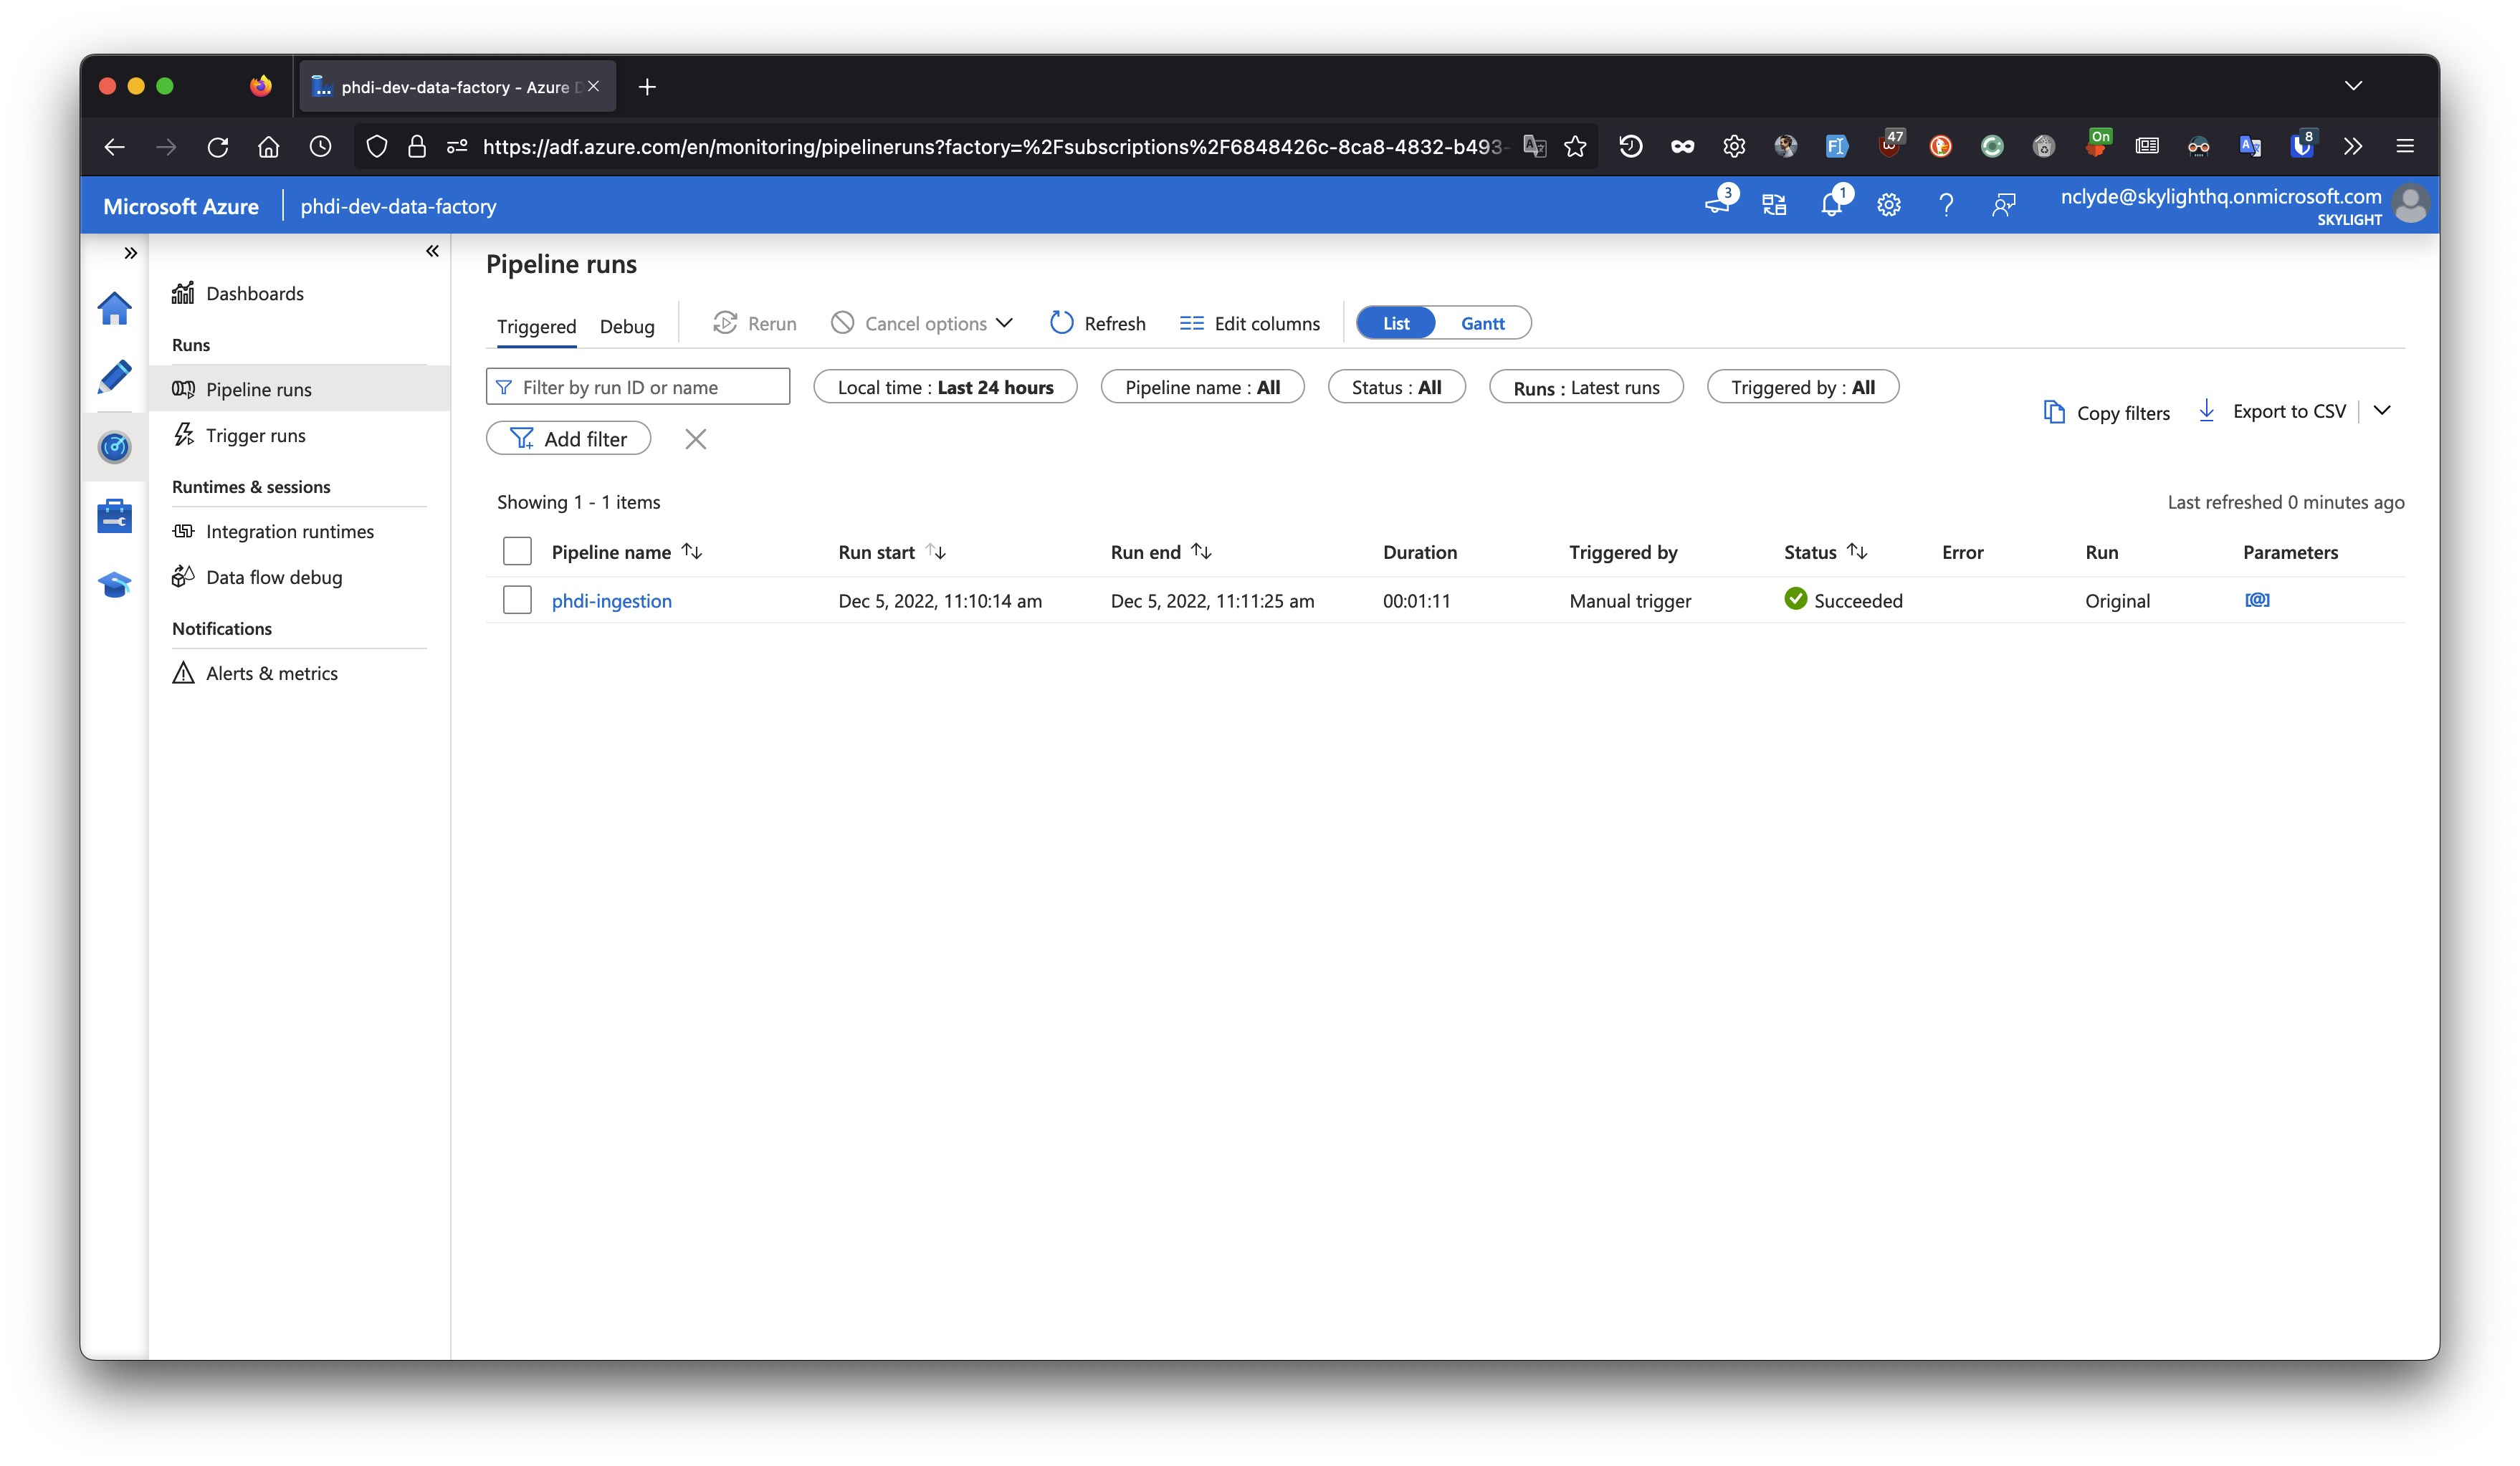 phdi-dev-data-factory - Azure D
https://adf.azure.com/en/monitoring/pipelineruns?factory=%2Fsubscriptions%2F6848426c-8ca8-4832-b493-
47
On
8
Microsoft Azure
phdi-dev-data-factory
3
1
nclyde@skylighthq.onmicrosoft.com
SKYLIGHT
Dashboards
Runs
Pipeline runs
Trigger runs
Runtimes & sessions
Integration runtimes
Data flow debug
Notifications
Alerts & metrics
Pipeline runs
Triggered Debug Rerun Cancel options Refresh Edit columns List Gantt
Filter by run ID or name Local time : Last 24 hours Pipeline name : All Status : All Runs : Latest runs Triggered by : All
Copy filters Export to CSV
Add filter
Showing 1 - 1 items Last refreshed 0 minutes ago
Pipeline name Run start Run end Duration Triggered by Status Error Run Parameters
phdi-ingestion Dec 5, 2022, 11:10:14 am Dec 5, 2022, 11:11:25 am 00:01:11 Manual trigger Succeeded Original [@]